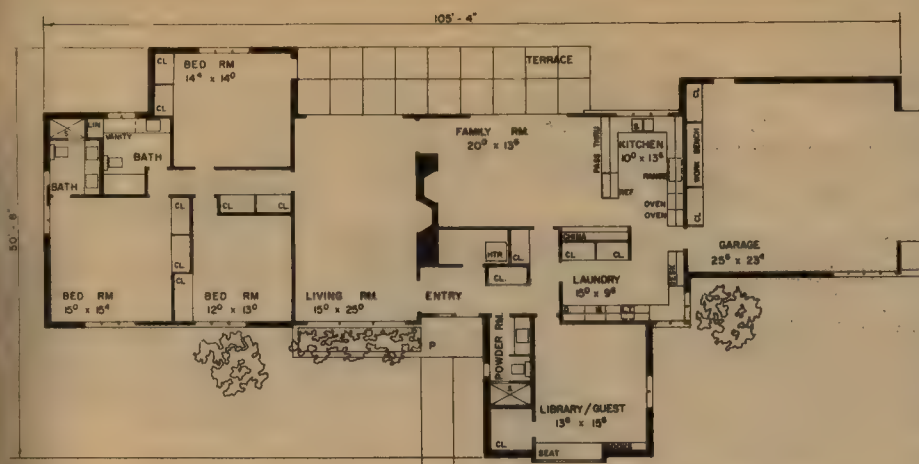 105'-4"
CL
CL
BED RM
14⁴ x 14⁰
TERRACE
CL
WORK BENCH
CL
S
LIN
VANITY
BATH
BATH
FAMILY RM.
20⁰ x 13⁶
PASS THRU
S
KITCHEN
10⁰ x 13⁶
RANGE
REF
OVEN
OVEN
50'-8"
CL
CL
CL
CL
CHINA
HTR
CL
CL
CL
CL
GARAGE
25⁶ x 23⁴
DESK
LAUNDRY
15⁰ x 9⁶
BED RM
15⁰ x 15⁴
BED RM
12⁰ x 13⁰
LIVING RM.
15⁰ x 25⁰
ENTRY
D
W
P
POWDER RM.
S
LIBRARY/GUEST
13⁶ x 15⁶
CL
SEAT
BOOKS